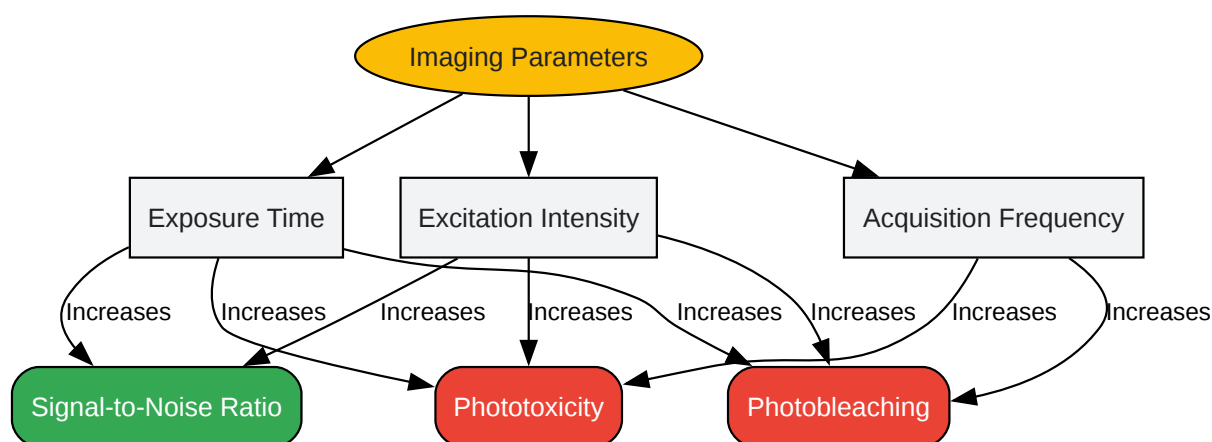 Imaging Parameters
Exposure Time
Excitation Intensity
Acquisition Frequency
Increases
Increases
Increases
Increases
Increases
Increases
Increases
Increases
Signal-to-Noise Ratio
Phototoxicity
Photobleaching